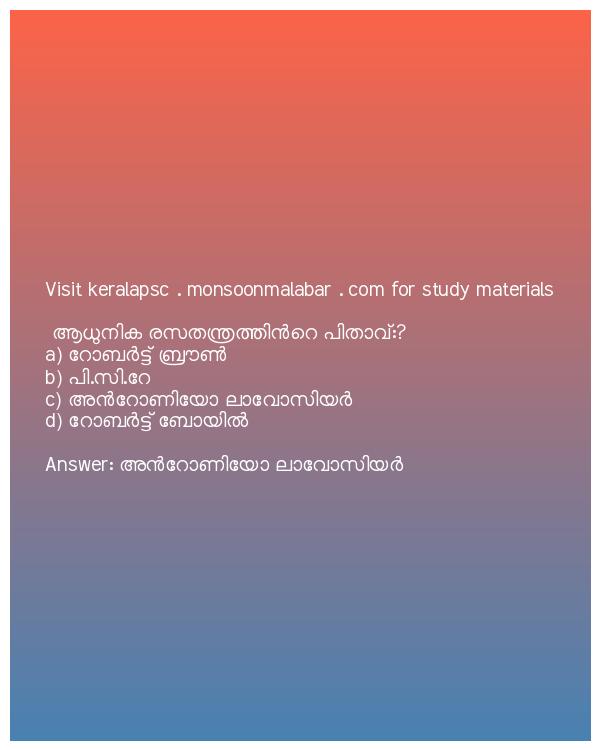 Visit keralapsc . monsoonmalabar . com for study materials
ആധുനിക രസതന്ത്രത്തിൻറെ പിതാവ്:?
a) റോബർട്ട് ബ്രൗൺ
b) പി.സി.റേ
c) അൻറോണിയോ ലാവോസിയർ
d) റോബർട്ട് ബോയിൽ
Answer: അൻറോണിയോ ലാവോസിയർ